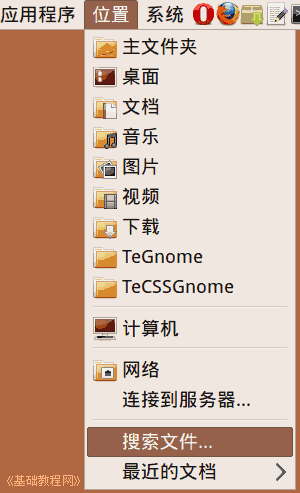 应用程序 位置 系统
主文件夹
桌面
文档
音乐
图片
视频
下载
TeGnome
TeCSSGnome
计算机
网络
连接到服务器...
搜索文件...
最近的文档
《基础教程网》